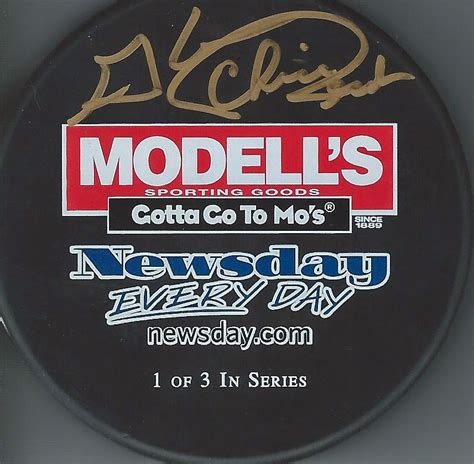 MODELL'S
SPORTING GOODS
Gotta Go To Mo's®
SINCE
1889
Newsday
EVERY DAY
newsday.com
1 OF 3 IN SERIES